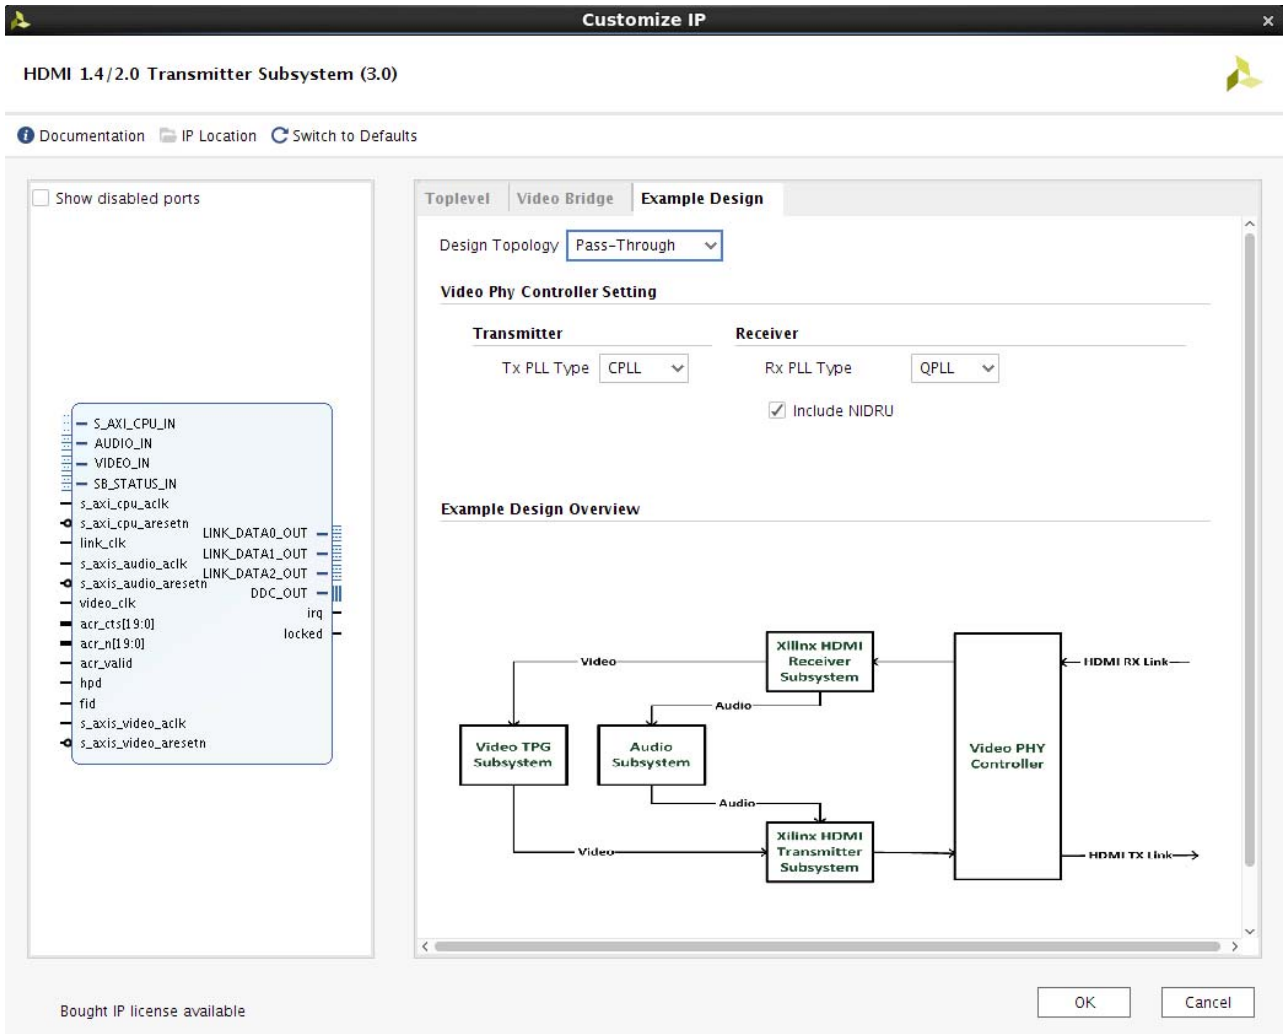 Customize IP
HDMI 1.4/2.0 Transmitter Subsystem (3.0)
Documentation IP Location Switch to Defaults
Show disabled ports
S_AXI_CPU_IN
AUDIO_IN
VIDEO_IN
SB_STATUS_IN
s_axi_cpu_aclk
s_axi_cpu_aresetn
link_clk
s_axis_audio_aclk
s_axis_audio_aresetn
video_clk
acr_cts[19:0]
acr_n[19:0]
acr_valid
hpd
fid
s_axis_video_aclk
s_axis_video_aresetn
LINK_DATA0_OUT
LINK_DATA1_OUT
LINK_DATA2_OUT
DDC_OUT
irq
locked
Toplevel Video Bridge Example Design
Design Topology Pass-Through
Video Phy Controller Setting
Transmitter Receiver
Tx PLL Type CPLL Rx PLL Type QPLL
Include NIDRU
Example Design Overview
Xilinx HDMI
Receiver
Subsystem
Video
HDMI RX Link
Audio
Video TPG
Subsystem
Audio
Subsystem
Video PHY
Controller
Audio
Xilinx HDMI
Transmitter
Subsystem
Video
HDMI TX Link
Bought IP license available
OK Cancel